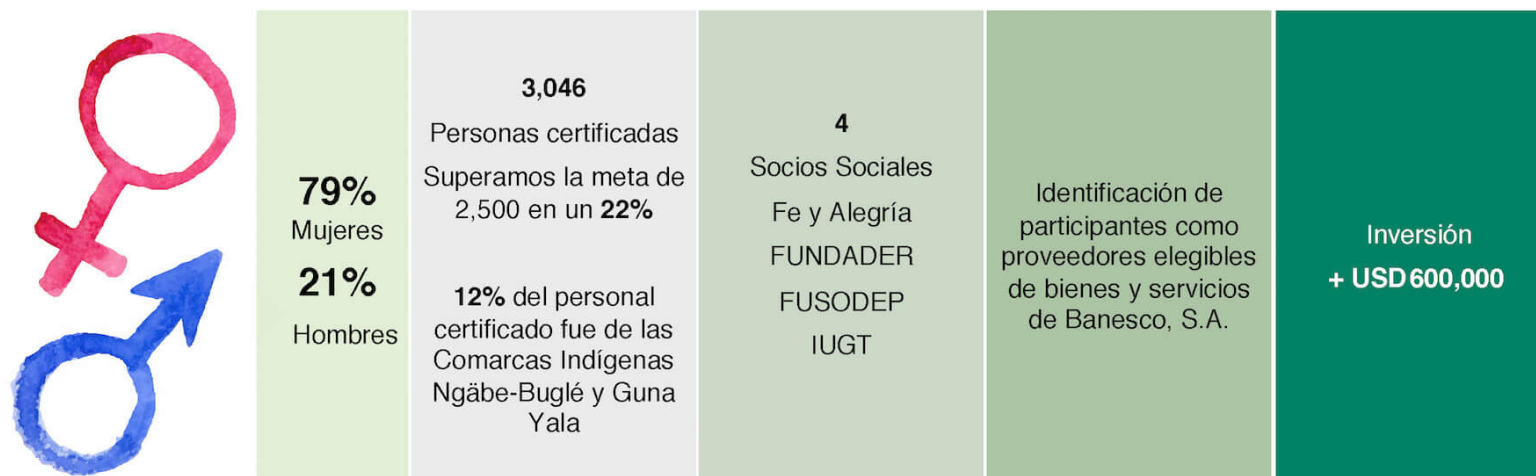 79%
Mujeres
21%
Hombres
3,046
Personas certificadas
Superamos la meta de
2,500 en un 22%
12% del personal
certificado fue de las
Comarcas Indígenas
Ngäbe-Buglé y Guna
Yala
4
Socios Sociales
Fe y Alegría
FUNDADER
FUSODEP
IUGT
Identificación de
participantes como
proveedores elegibles
de bienes y servicios
de Banesco, S.A.
Inversión
+ USD 600,000